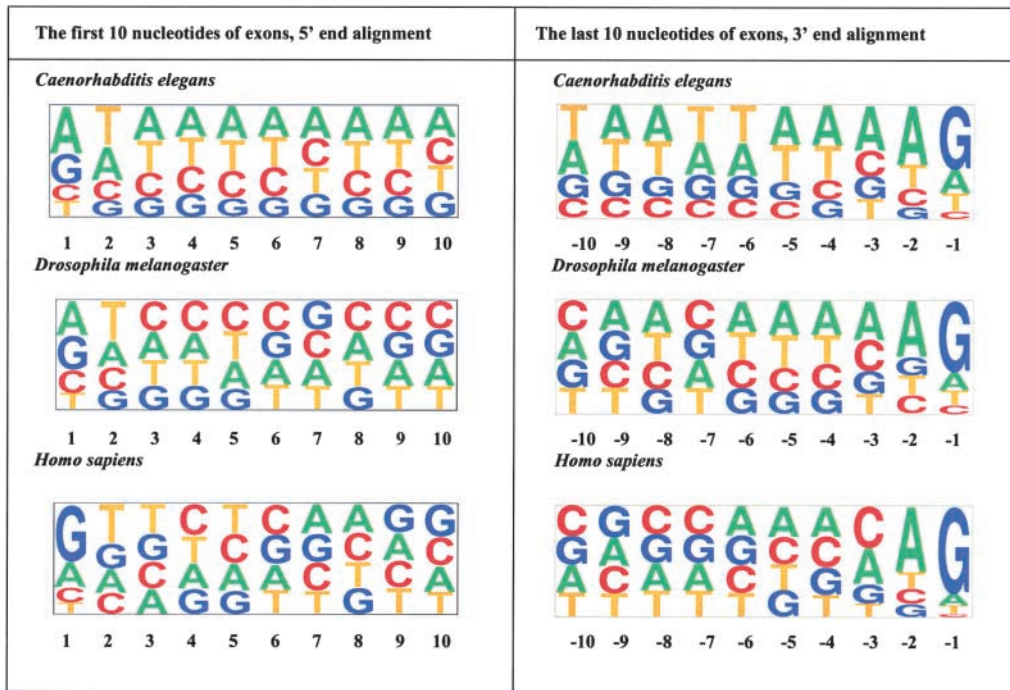 The first 10 nucleotides of exons, 5’ end alignment
Caenorhabditis elegans
A T A A A A A A A A
G A T T T T C T T C
C C C C C C T C C T
T G G G G G G G G G
1 2 3 4 5 6 7 8 9 10
Drosophila melanogaster
A T C C C C G C C C
G A A A T G C A G G
C C T T A A A T A A
T G G G G T T G T T
1 2 3 4 5 6 7 8 9 10
Homo sapiens
G T T C T C A A G G
A G G T C G G C A C
C A C A A A C T C A
T C A G G T T G T T
1 2 3 4 5 6 7 8 9 10
The last 10 nucleotides of exons, 3’ end alignment
Caenorhabditis elegans
T A A T T A A A A G
A T T A A T T C T A
G G G G G G C G C T
C C C C C C G T G C
-10 -9 -8 -7 -6 -5 -4 -3 -2 -1
Drosophila melanogaster
C A A C A A A A A G
A G T G T T T C G A
G C C A C C C G T T
T T G T G G G T C C
-10 -9 -8 -7 -6 -5 -4 -3 -2 -1
Homo sapiens
C G C C A A A C A G
G A G G G C C A T A
A C A A C T G G C T
T T T T T G T T G C
-10 -9 -8 -7 -6 -5 -4 -3 -2 -1